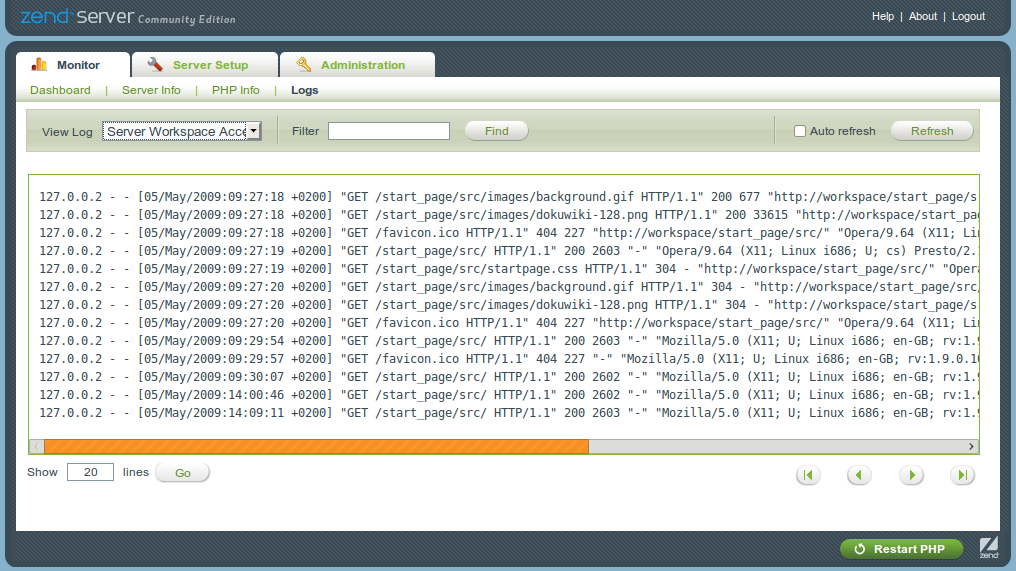 zend Server Community Edition
Help | About | Logout
Monitor Server Setup Administration
Dashboard | Server Info | PHP Info | Logs
View Log Server Workspace Acce Filter Find Auto refresh Refresh
127.0.0.2 - - [05/May/2009:09:27:18 +0200] "GET /start_page/src/images/background.gif HTTP/1.1" 200 677 "http://workspace/start_page/s
127.0.0.2 - - [05/May/2009:09:27:18 +0200] "GET /start_page/src/images/dokuwiki-128.png HTTP/1.1" 200 33615 "http://workspace/start_pa
127.0.0.2 - - [05/May/2009:09:27:18 +0200] "GET /favicon.ico HTTP/1.1" 404 227 "http://workspace/start_page/src/" "Opera/9.64 (X11; Li
127.0.0.2 - - [05/May/2009:09:27:19 +0200] "GET /start_page/src/ HTTP/1.1" 200 2603 "-" "Opera/9.64 (X11; Linux i686; U; cs) Presto/2.
127.0.0.2 - - [05/May/2009:09:27:19 +0200] "GET /start_page/src/startpage.css HTTP/1.1" 304 - "http://workspace/start_page/src/" "Oper
127.0.0.2 - - [05/May/2009:09:27:20 +0200] "GET /start_page/src/images/background.gif HTTP/1.1" 304 - "http://workspace/start_page/src/
127.0.0.2 - - [05/May/2009:09:27:20 +0200] "GET /start_page/src/images/dokuwiki-128.png HTTP/1.1" 304 - "http://workspace/start_page/s
127.0.0.2 - - [05/May/2009:09:27:20 +0200] "GET /favicon.ico HTTP/1.1" 404 227 "http://workspace/start_page/src/" "Opera/9.64 (X11; Li
127.0.0.2 - - [05/May/2009:09:29:54 +0200] "GET /start_page/src/ HTTP/1.1" 200 2603 "-" "Mozilla/5.0 (X11; U; Linux i686; en-GB; rv:1.9
127.0.0.2 - - [05/May/2009:09:29:57 +0200] "GET /favicon.ico HTTP/1.1" 404 227 "-" "Mozilla/5.0 (X11; U; Linux i686; en-GB; rv:1.9.0.10
127.0.0.2 - - [05/May/2009:09:30:07 +0200] "GET /start_page/src/ HTTP/1.1" 200 2602 "-" "Mozilla/5.0 (X11; U; Linux i686; en-GB; rv:1.9
127.0.0.2 - - [05/May/2009:14:00:46 +0200] "GET /start_page/src/ HTTP/1.1" 200 2602 "-" "Mozilla/5.0 (X11; U; Linux i686; en-GB; rv:1.9
127.0.0.2 - - [05/May/2009:14:09:11 +0200] "GET /start_page/src/ HTTP/1.1" 200 2603 "-" "Mozilla/5.0 (X11; U; Linux i686; en-GB; rv:1.9
Show 20 lines Go
Restart PHP
zend